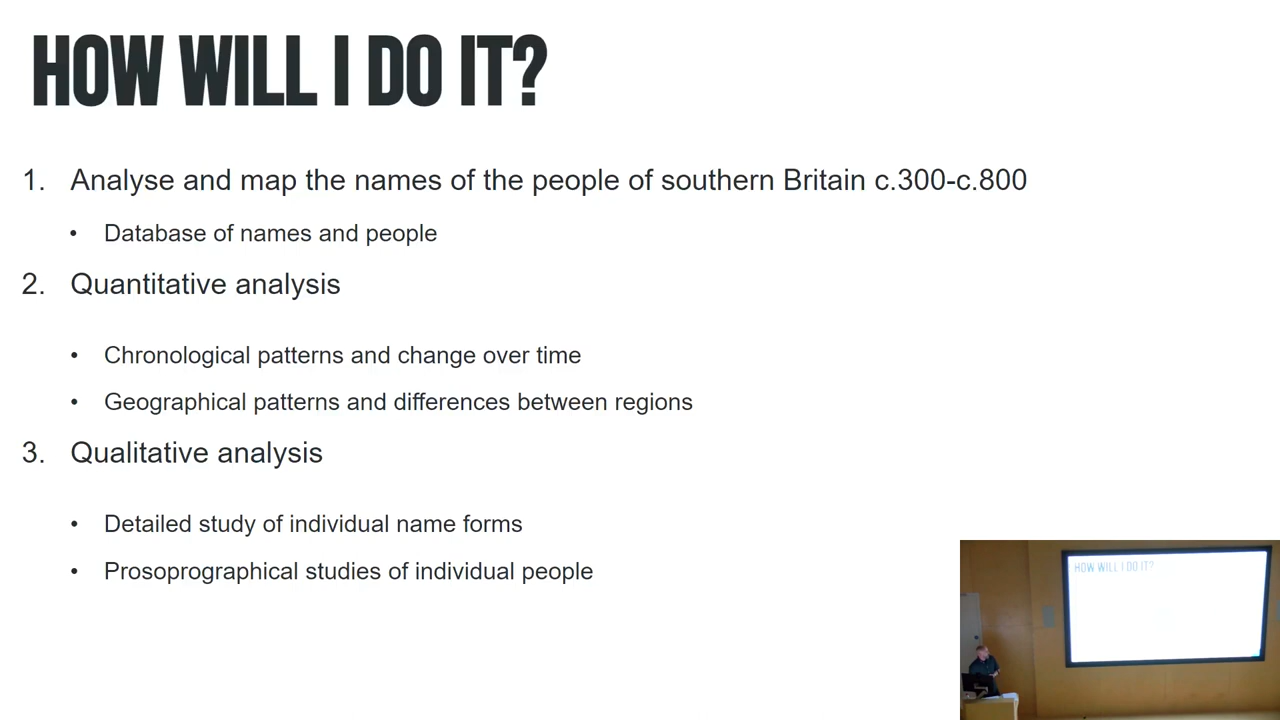 HOW WILL I DO IT?
1. Analyse and map the names of the people of southern Britain c.300-c.800
• Database of names and people
2. Quantitative analysis
• Chronological patterns and change over time
• Geographical patterns and differences between regions
3. Qualitative analysis
• Detailed study of individual name forms
• Prosoprographical studies of individual people
HOW WILL I DO IT?